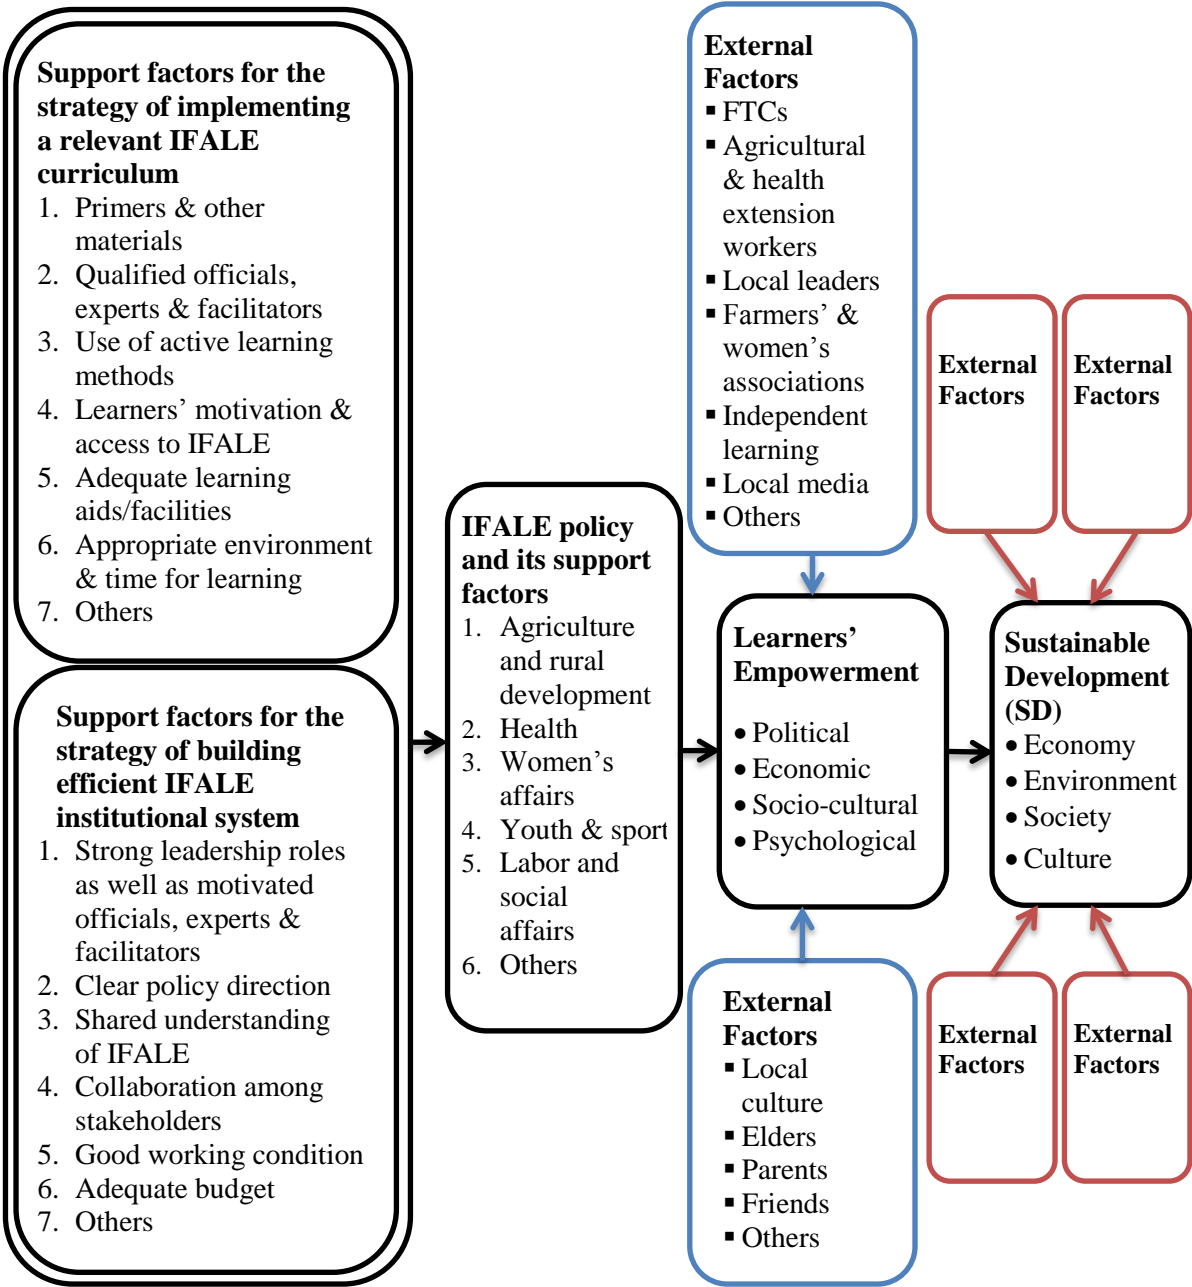 Support factors for the
strategy of implementing
a relevant IFALE
curriculum
1. Primers & other
materials
2. Qualified officials,
experts & facilitators
3. Use of active learning
methods
4. Learners’ motivation &
access to IFALE
5. Adequate learning
aids/facilities
6. Appropriate environment
& time for learning
7. Others
Support factors for the
strategy of building
efficient IFALE
institutional system
1. Strong leadership roles
as well as motivated
officials, experts &
facilitators
2. Clear policy direction
3. Shared understanding
of IFALE
4. Collaboration among
stakeholders
5. Good working condition
6. Adequate budget
7. Others
IFALE policy
and its support
factors
1. Agriculture
and rural
development
2. Health
3. Women’s
affairs
4. Youth & sport
5. Labor and
social
affairs
6. Others
External
Factors
▪ FTCs
▪ Agricultural
& health
extension
workers
▪ Local leaders
▪ Farmers’ &
women’s
associations
▪ Independent
learning
▪ Local media
▪ Others
Learners’
Empowerment
• Political
• Economic
• Socio-cultural
• Psychological
External
Factors
▪ Local
culture
▪ Elders
▪ Parents
▪ Friends
▪ Others
External
Factors
External
Factors
Sustainable
Development
(SD)
• Economy
• Environment
• Society
• Culture
External
Factors
External
Factors